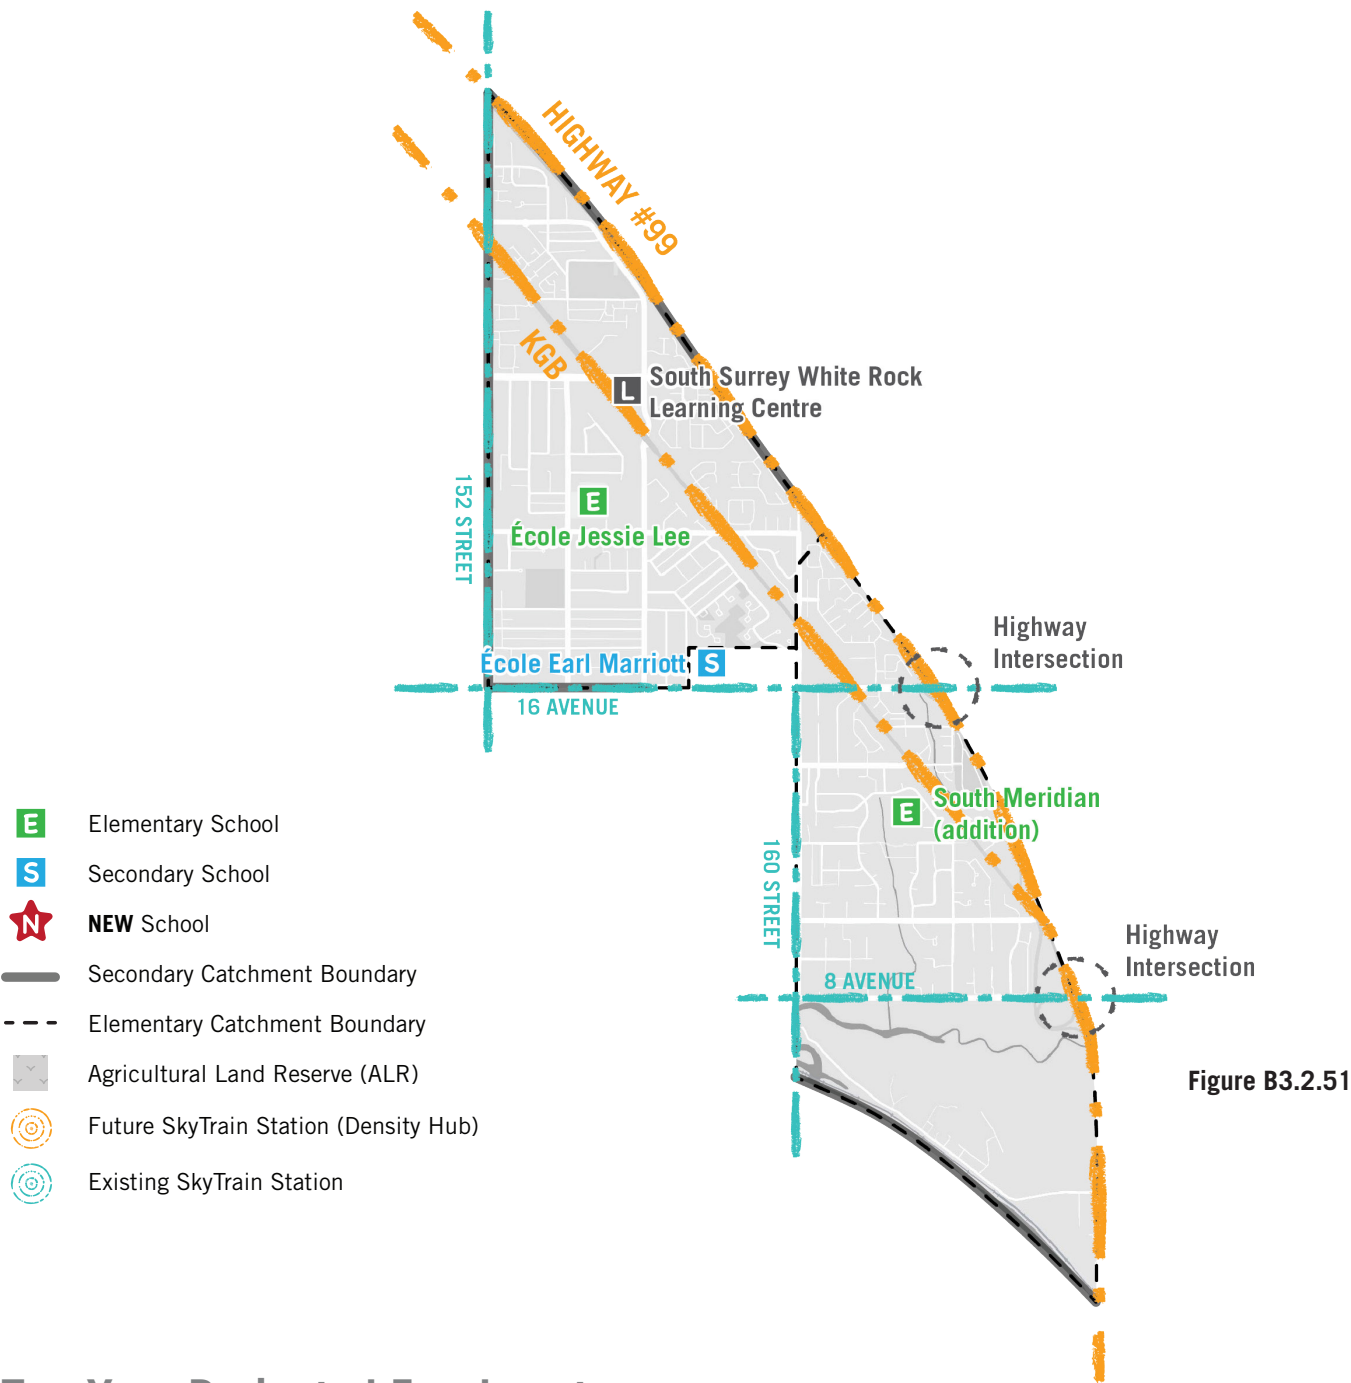 HIGHWAY #99
KGB
L
South Surrey White Rock
Learning Centre
152 STREET
E
École Jessie Lee
Highway
Intersection
École Earl Marriott
S
16 AVENUE
E
South Meridian
(addition)
160 STREET
Highway
Intersection
8 AVENUE
E
Elementary School
S
Secondary School
N
NEW School
Secondary Catchment Boundary
Elementary Catchment Boundary
Agricultural Land Reserve (ALR)
Future SkyTrain Station (Density Hub)
Existing SkyTrain Station
Figure B3.2.51